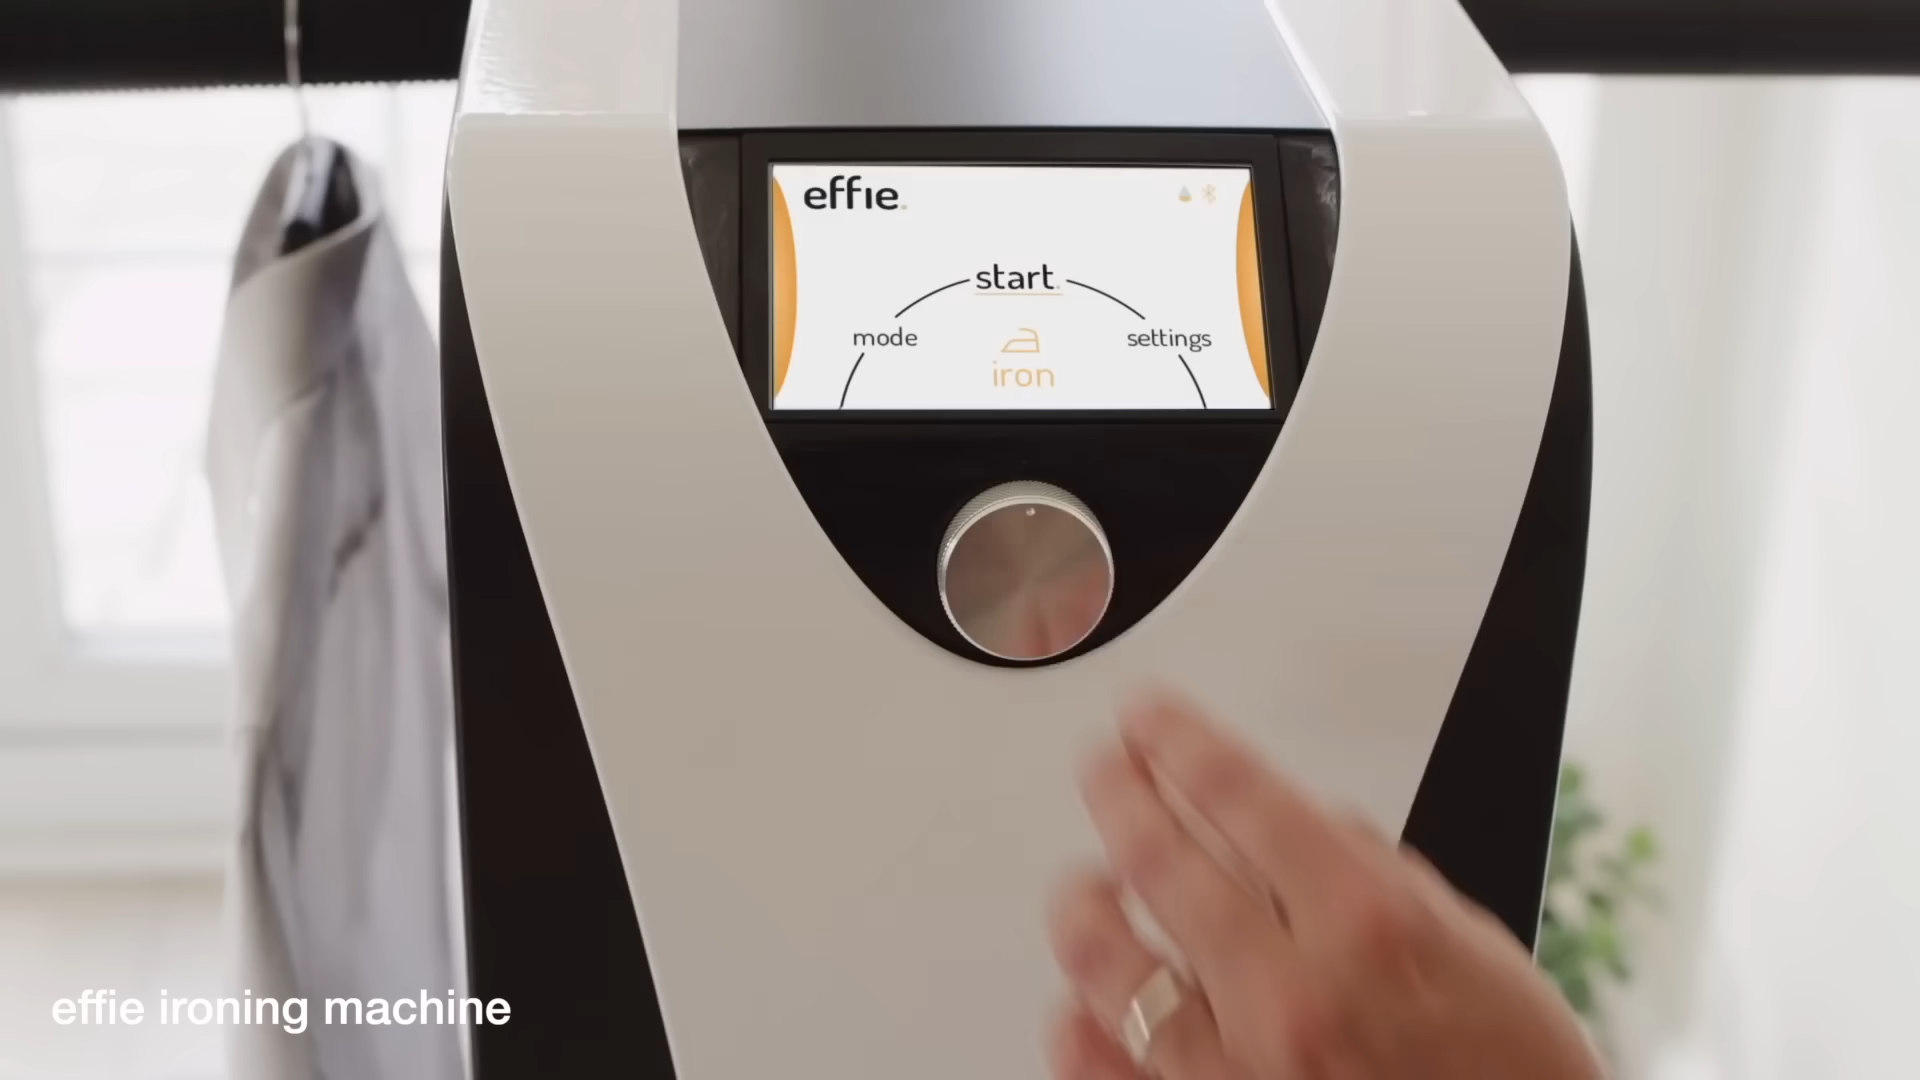 effie.
start.
mode
settings
iron
effie ironing machine